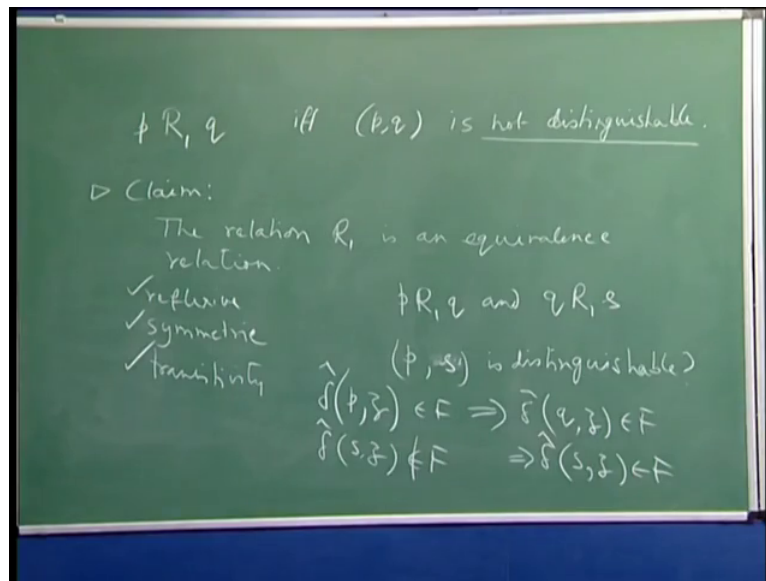 p R₁ q iff (p,q) is not distinguishable.
▷ Claim:
The relation R₁ is an equivalence
relation.
✓reflexive
✓symmetric
✓transitivity
p R₁ q and q R₁ s
(p, s) is distinguishable?
δ̂(p,z) ∈ F ⇒ δ̂(q,z) ∈ F
δ̂(s,z) ∉ F ⇒ δ̂(s,z) ∈ F